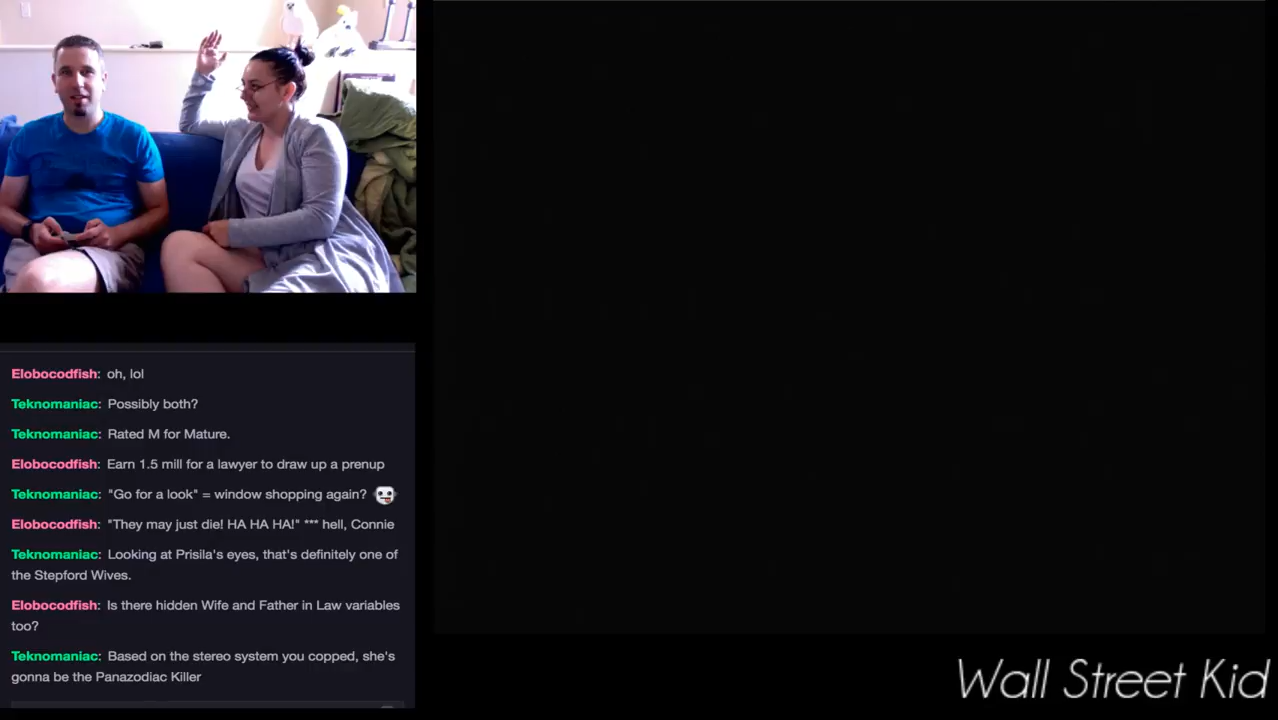 Elobocodfish: oh, lol
Teknomaniac: Possibly both?
Teknomaniac: Rated M for Mature.
Elobocodfish: Earn 1.5 mill for a lawyer to draw up a prenup
Teknomaniac: "Go for a look" = window shopping again?
Elobocodfish: "They may just die! HA HA HA!" *** hell, Connie
Teknomaniac: Looking at Prisila's eyes, that's definitely one of
the Stepford Wives.
Elobocodfish: Is there hidden Wife and Father in Law variables
too?
Teknomaniac: Based on the stereo system you copped, she's
gonna be the Panazodiac Killer
Wall Street Kid